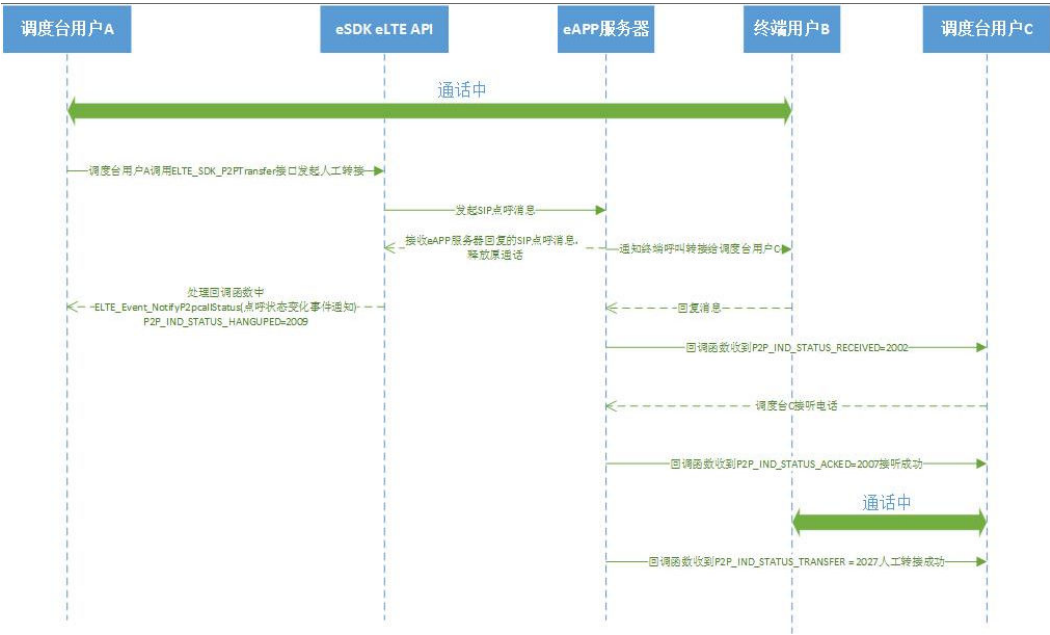 调度台用户A
eSDK eLTE API
eAPP服务器
终端用户B
调度台用户C
通话中
调度台用户A调用ELTE_SDK_P2PTransfer接口发起人工转接
发起SIP点呼消息
接收eAPP服务器回复的SIP点呼消息,
释放原通话
通知终端呼叫转接给调度台用户C
处理回调函数中
ELTE_Event_NotifyP2pcallStatus(点呼状态变化事件通知)
P2P_IND_STATUS_HANGUPED=2009
回复消息
回调函数收到P2P_IND_STATUS_RECEIVED=2002
调度台C接听电话
回调函数收到P2P_IND_STATUS_ACKED=2007接听成功
通话中
回调函数收到P2P_IND_STATUS_TRANSFER = 2027人工转接成功